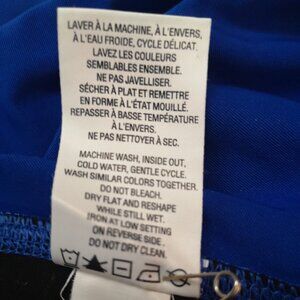 LAVER À LA MACHINE, À L'ENVERS,
À L'EAU FROIDE, CYCLE DÉLICAT.
LAVEZ LES COULEURS
SEMBLABLES ENSEMBLE.
NE PAS JAVELLISER.
SÉCHER À PLAT ET REMETTRE
EN FORME À L'ÉTAT MOUILLÉ.
REPASSER À BASSE TEMPÉRATURE
À L'ENVERS.
NE PAS NETTOYER À SEC.
MACHINE WASH, INSIDE OUT,
COLD WATER, GENTLE CYCLE.
WASH SIMILAR COLORS TOGETHER.
DO NOT BLEACH.
DRY FLAT AND RESHAPE
WHILE STILL WET.
IRON AT LOW SETTING
ON REVERSE SIDE.
DO NOT DRY CLEAN.